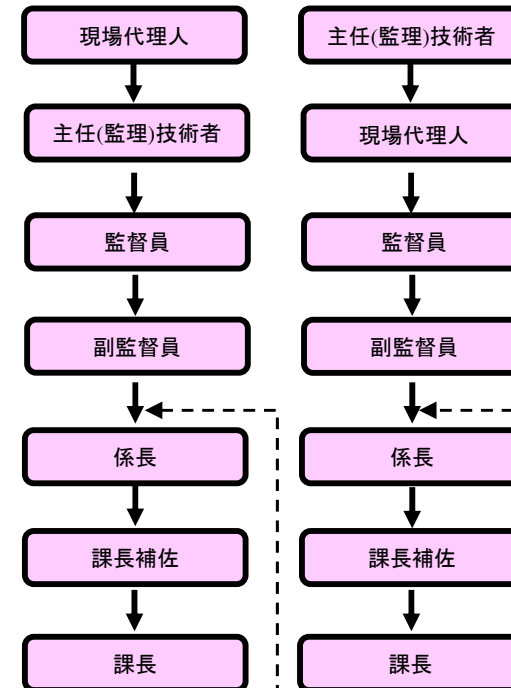 現場代理人
主任(監理)技術者
監督員
副監督員
係長
課長補佐
課長
主任(監理)技術者
現場代理人
監督員
副監督員
係長
課長補佐
課長